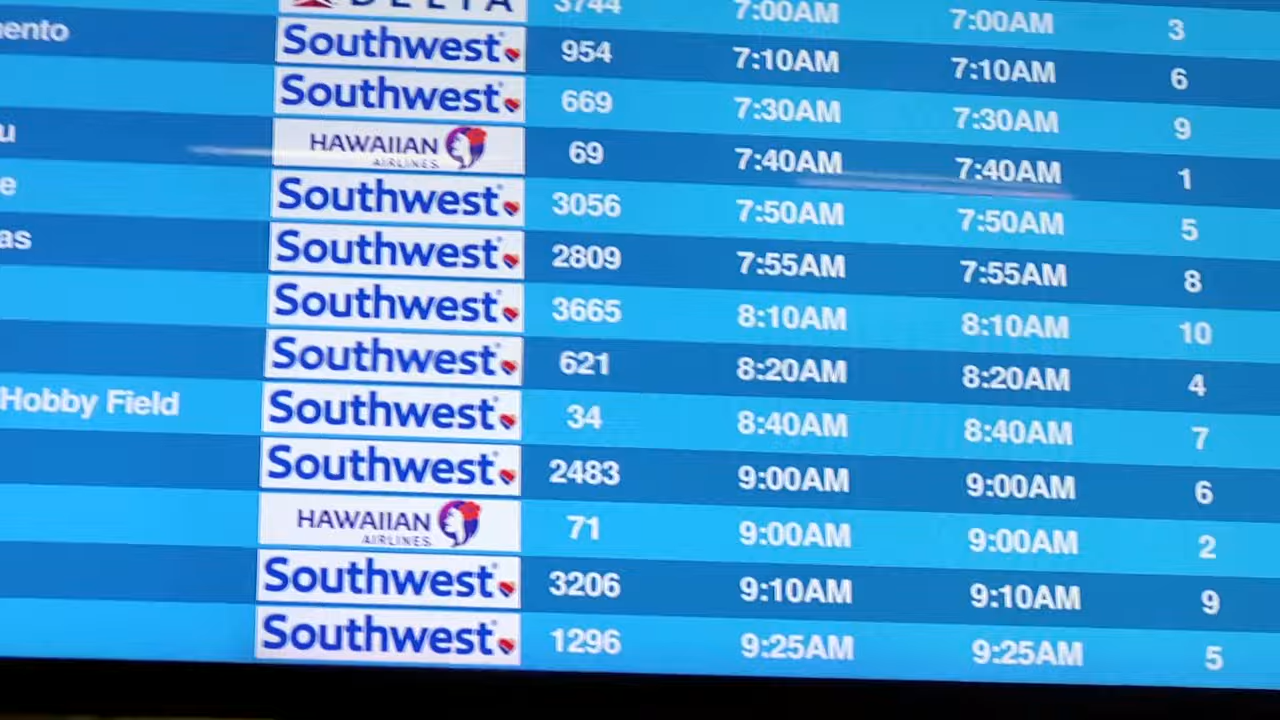 DELTA 3744 7:00AM 7:00AM 3
Southwest 954 7:10AM 7:10AM 6
Southwest 669 7:30AM 7:30AM 9
HAWAIIAN AIRLINES 69 7:40AM 7:40AM 1
Southwest 3056 7:50AM 7:50AM 5
Southwest 2809 7:55AM 7:55AM 8
Southwest 3665 8:10AM 8:10AM 10
Southwest 621 8:20AM 8:20AM 4
Hobby Field Southwest 34 8:40AM 8:40AM 7
Southwest 2483 9:00AM 9:00AM 6
HAWAIIAN AIRLINES 71 9:00AM 9:00AM 2
Southwest 3206 9:10AM 9:10AM 9
Southwest 1296 9:25AM 9:25AM 5